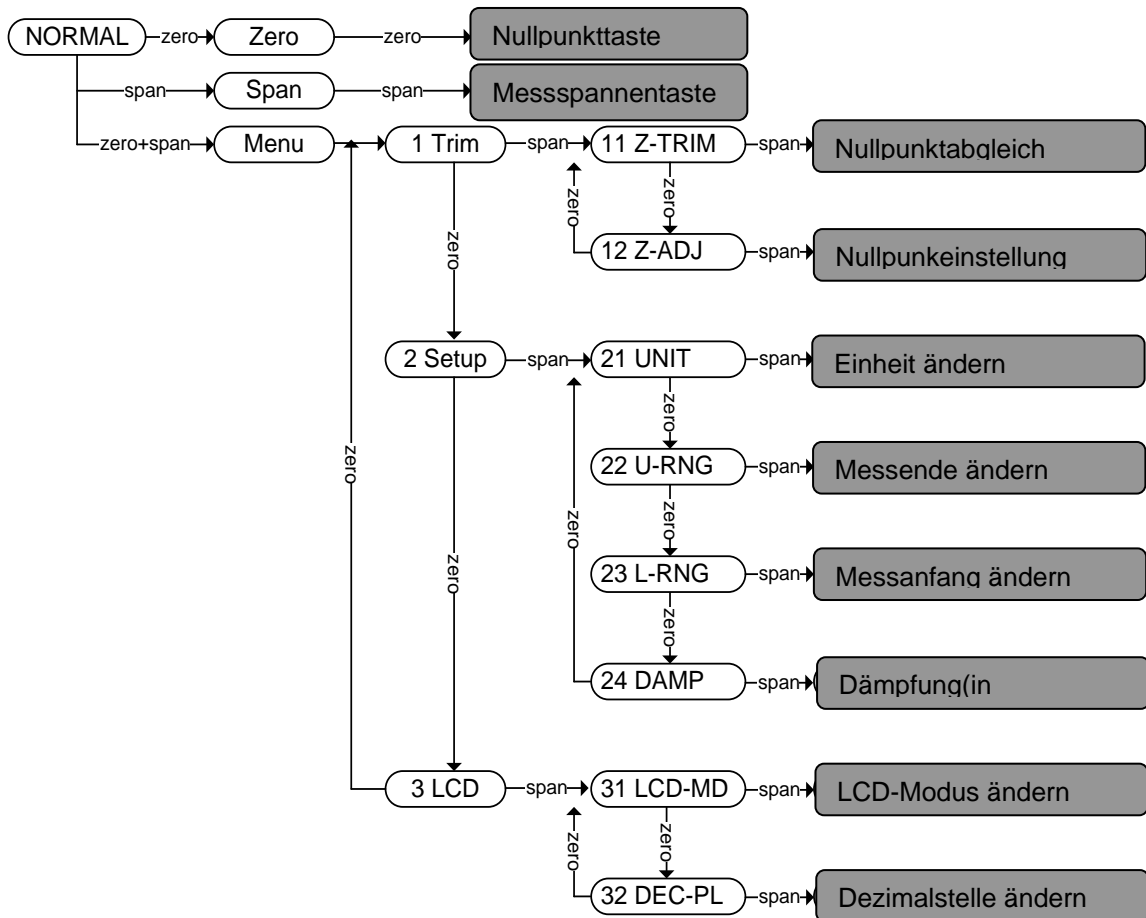 NORMAL zero Zero zero Nullpunkttaste
span Span span Messspannentaste
zero+span Menu 1 Trim span 11 Z-TRIM span Nullpunktabgleich
zero
zero
zero
12 Z-ADJ span Nullpunkeinstellung
2 Setup span 21 UNIT span Einheit ändern
zero
22 U-RNG span Messende ändern
zero
zero
zero
zero
23 L-RNG span Messanfang ändern
zero
24 DAMP span Dämpfung(in
3 LCD span 31 LCD-MD span LCD-Modus ändern
zero
zero
32 DEC-PL span Dezimalstelle ändern